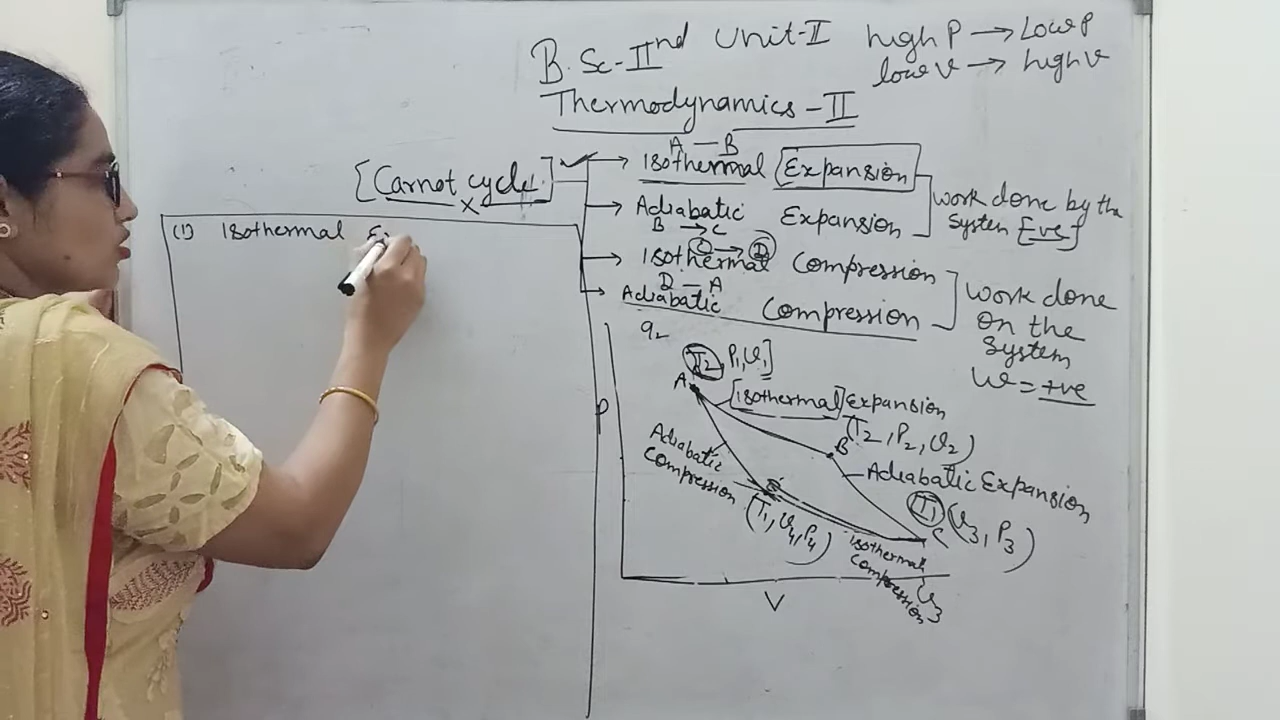 B.Sc-IInd Unit-I
high P → Low P
low v → high v
Thermodynamics-II
[Carnot cycle]
x
A — B
Isothermal [Expansion]
Adiabatic Expansion
B → C
work done by the
system [-ve]
C → D
Isothermal Compression
D — A
Adiabatic Compression
work done
on the
system
w = +ve
(1) Isothermal Ex
q2
T2, P1, v1]
A
[Isothermal] Expansion
(T2, P2, v2)
B
Adiabatic
Compression
Adiabatic Expansion
P
(T1, v4, P4)
T1 (v3, P3)
C
Isothermal
Compression
v3
V